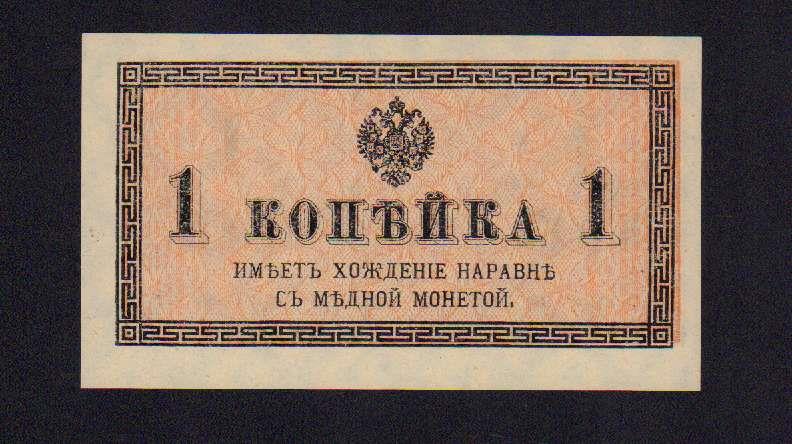 1 КОПѢЙКА 1
ИМѢЕТЪ ХОЖДЕНІЕ НАРАВНѢ
СЪ МѢДНОЙ МОНЕТОЙ.